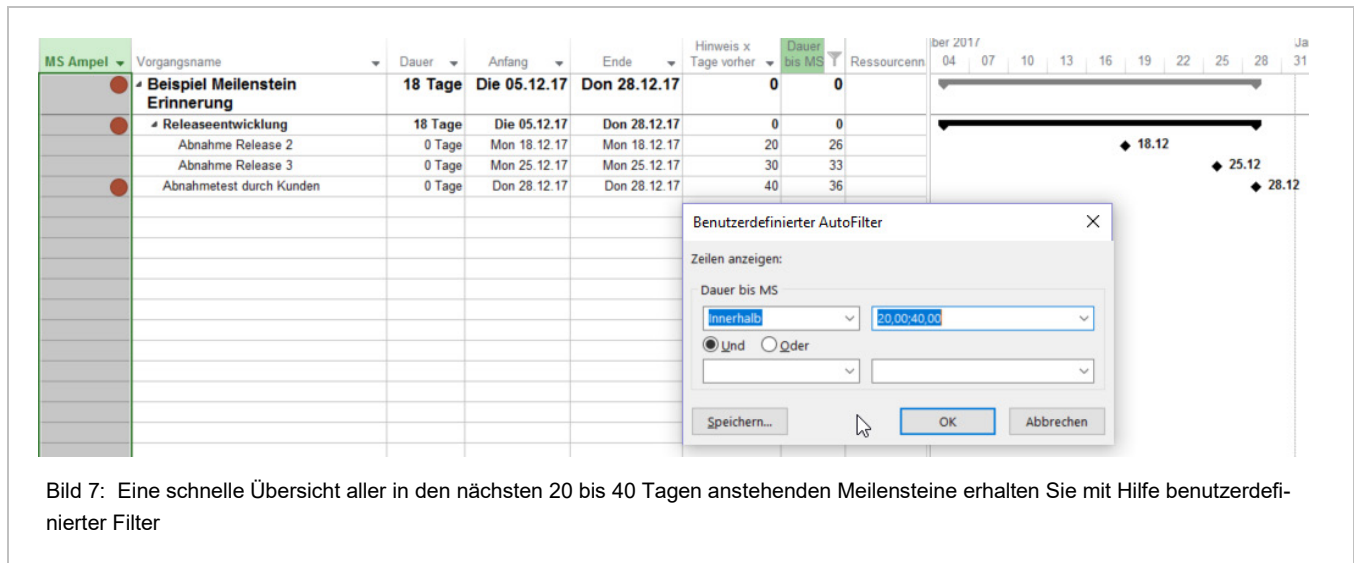 ber 2017 Ja
MS Ampel Vorgangsname Dauer Anfang Ende Hinweis x Tage vorher Dauer bis MS Ressourcenn 04 07 10 13 16 19 22 25 28 31
Beispiel Meilenstein Erinnerung 18 Tage Die 05.12.17 Don 28.12.17 0 0
Releaseentwicklung 18 Tage Die 05.12.17 Don 28.12.17 0 0
Abnahme Release 2 0 Tage Mon 18.12.17 Mon 18.12.17 20 26 18.12
Abnahme Release 3 0 Tage Mon 25.12.17 Mon 25.12.17 30 33 25.12
Abnahmetest durch Kunden 0 Tage Don 28.12.17 Don 28.12.17 40 36 28.12
Benutzerdefinierter AutoFilter
Zeilen anzeigen:
Dauer bis MS
Innerhalb 20,00;40,00
Und Oder
Speichern... OK Abbrechen
Bild 7: Eine schnelle Übersicht aller in den nächsten 20 bis 40 Tagen anstehenden Meilensteine erhalten Sie mit Hilfe benutzerdefi-
nierter Filter